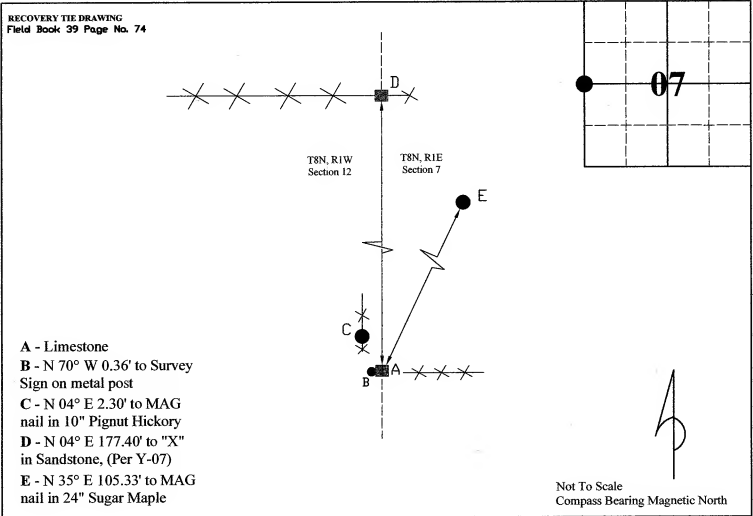 RECOVERY TIE DRAWING
Field Book 39 Page No. 74
07
D
T8N, R1W
Section 12
T8N, R1E
Section 7
E
C
A
B
A - Limestone
B - N 70° W 0.36' to Survey
Sign on metal post
C - N 04° E 2.30' to MAG
nail in 10" Pignut Hickory
D - N 04° E 177.40' to "X"
in Sandstone, (Per Y-07)
E - N 35° E 105.33' to MAG
nail in 24" Sugar Maple
Not To Scale
Compass Bearing Magnetic North